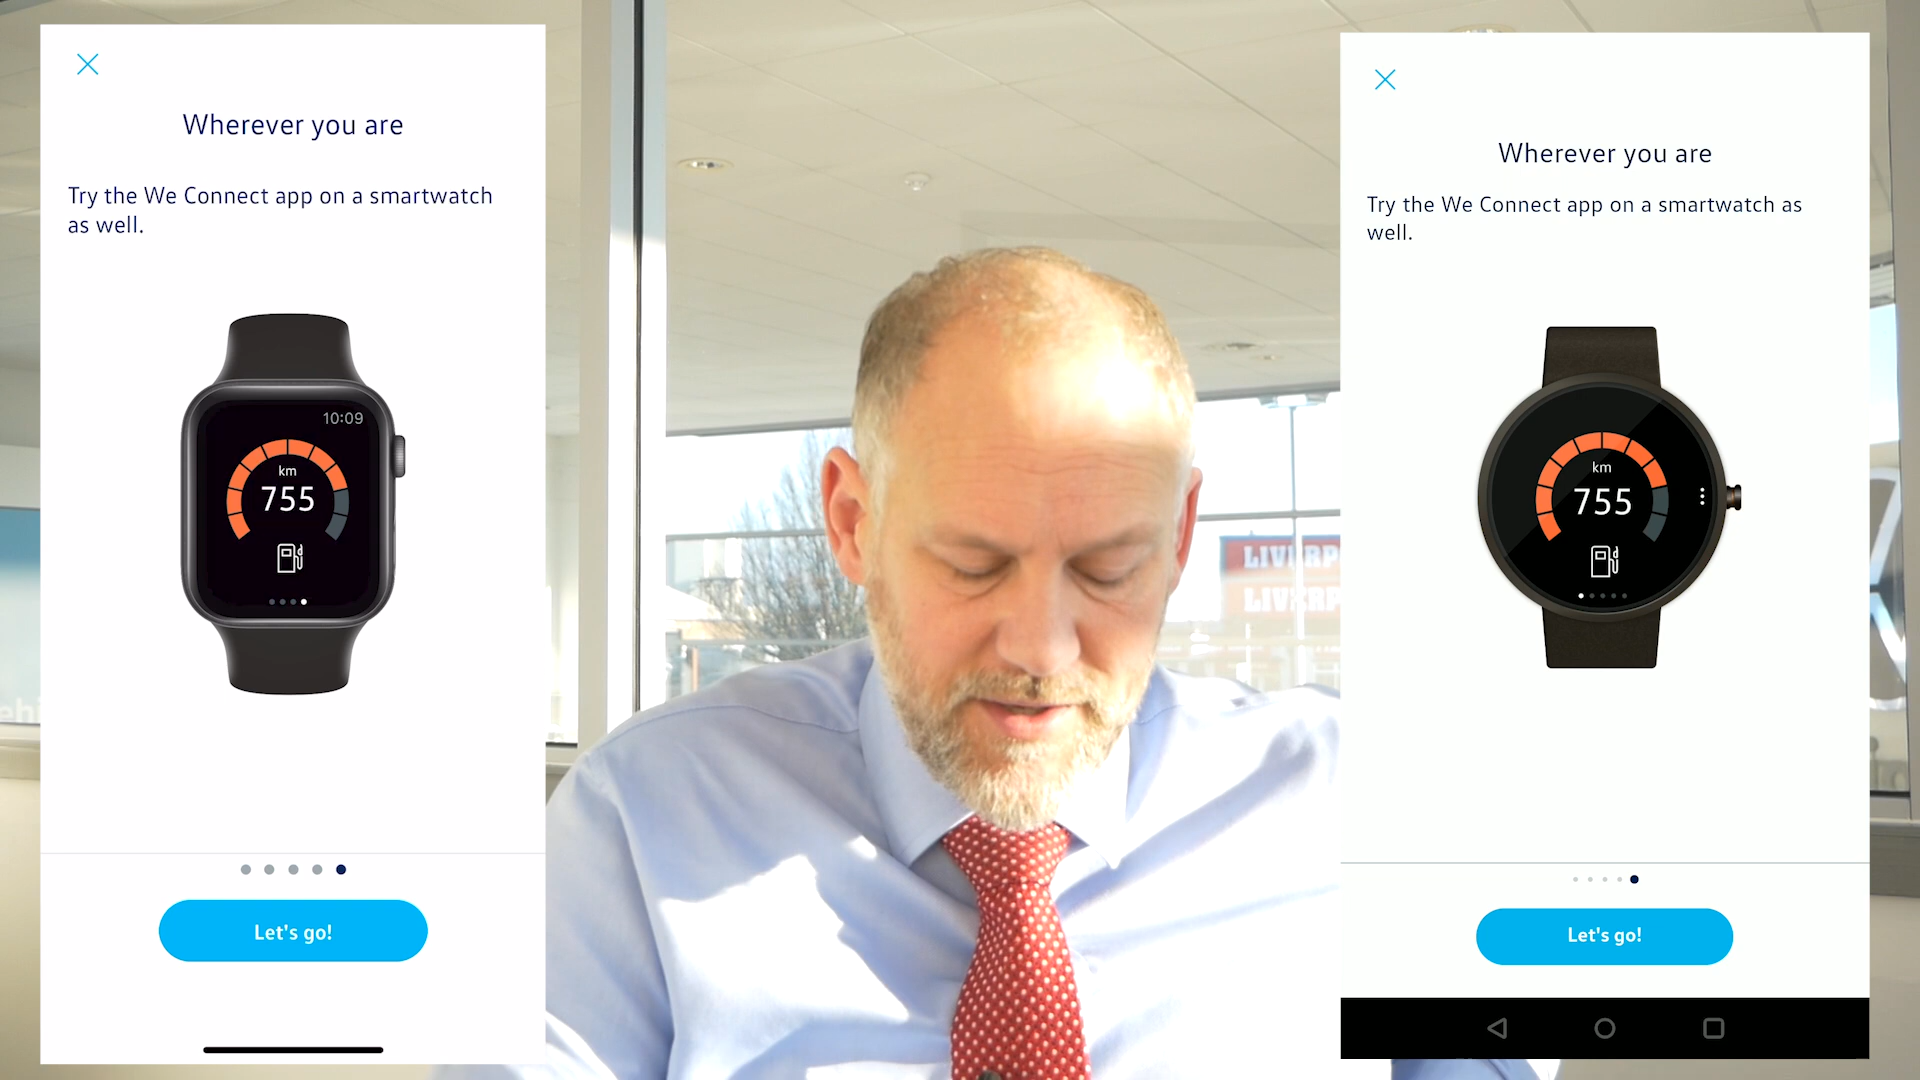 Wherever you are
Try the We Connect app on a smartwatch
as well.
10:09
km
755
Let's go!
Wherever you are
Try the We Connect app on a smartwatch as
well.
km
755
Let's go!